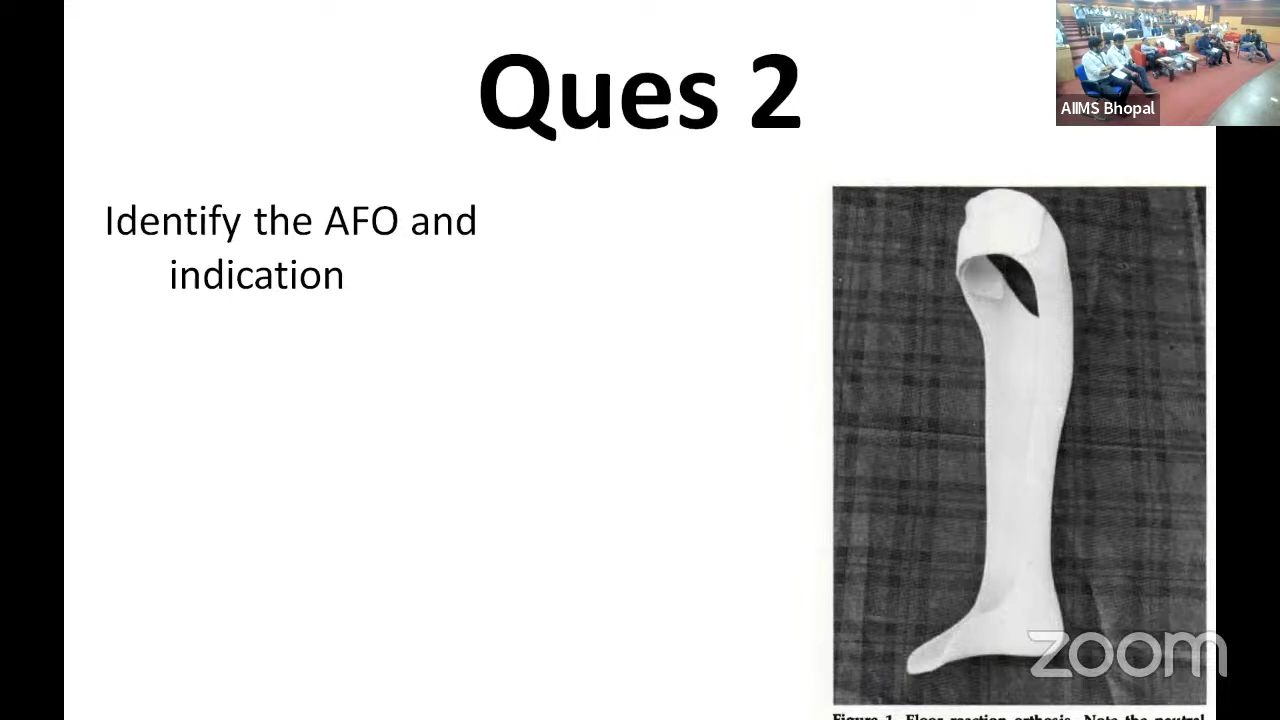 Ques 2
AIIMS Bhopal
Identify the AFO and
indication
zoom
Figure 1. Floor reaction orthosis. Note the neutral